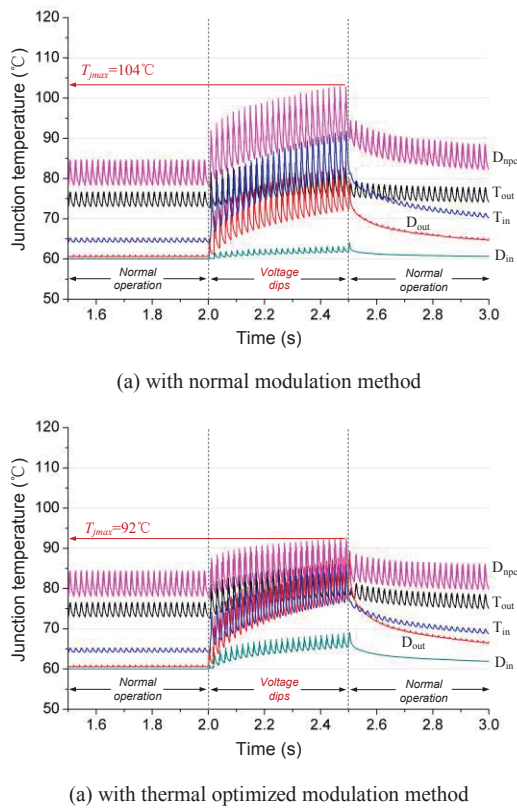 120
110
T_jmax=104℃
100
90
80
70
60
50
Junction temperature (℃)
D_npc
T_out
T_in
D_out
D_in
Normal operation
Voltage dips
Normal operation
1.6 1.8 2.0 2.2 2.4 2.6 2.8 3.0
Time (s)
(a) with normal modulation method
120
110
100
T_jmax=92℃
90
80
70
60
50
Junction temperature (℃)
D_npc
T_out
T_in
D_out
D_in
Normal operation
Voltage dips
Normal operation
1.6 1.8 2.0 2.2 2.4 2.6 2.8 3.0
Time (s)
(a) with thermal optimized modulation method